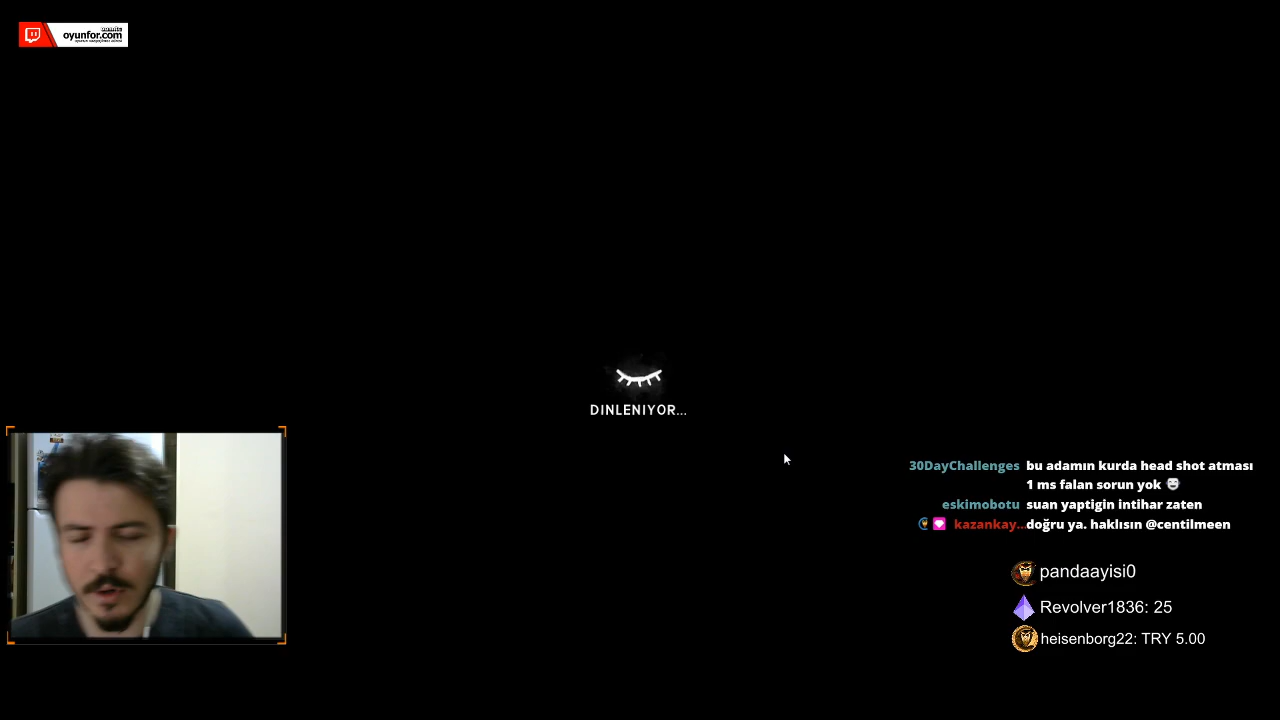 oyunfor.com
DINLENIYOR...
30DayChallenges bu adamın kurda head shot atması
1 ms falan sorun yok
eskimobotu suan yaptigin intihar zaten
kazankay... doğru ya. haklısın @centilmeen
pandaayisi0
Revolver1836: 25
heisenborg22: TRY 5.00